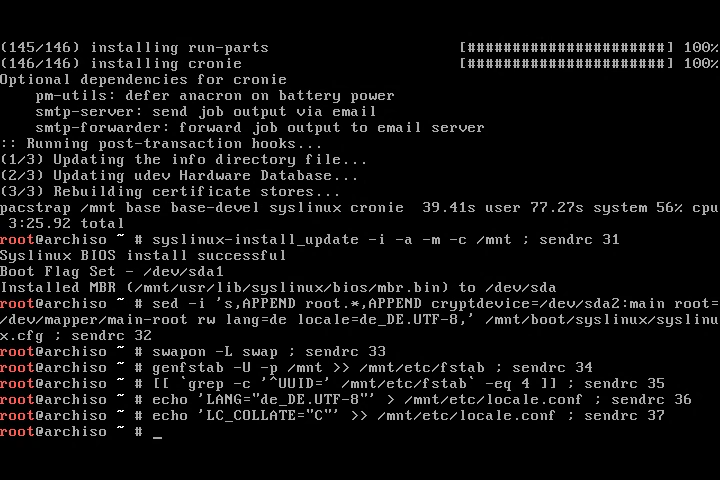 (145/146) installing run-parts [######################] 100%
(146/146) installing cronie [######################] 100%
Optional dependencies for cronie
    pm-utils: defer anacron on battery power
    smtp-server: send job output via email
    smtp-forwarder: forward job output to email server
:: Running post-transaction hooks...
(1/3) Updating the info directory file...
(2/3) Updating udev Hardware Database...
(3/3) Rebuilding certificate stores...
pacstrap /mnt base base-devel syslinux cronie  39.41s user 77.27s system 56% cpu
 3:25.92 total
root@archiso ~ # syslinux-install_update -i -a -m -c /mnt ; sendrc 31
Syslinux BIOS install successful
Boot Flag Set - /dev/sda1
Installed MBR (/mnt/usr/lib/syslinux/bios/mbr.bin) to /dev/sda
root@archiso ~ # sed -i 's,APPEND root.*,APPEND cryptdevice=/dev/sda2:main root=
/dev/mapper/main-root rw lang=de locale=de_DE.UTF-8,' /mnt/boot/syslinux/syslinu
x.cfg ; sendrc 32
root@archiso ~ # swapon -L swap ; sendrc 33
root@archiso ~ # genfstab -U -p /mnt >> /mnt/etc/fstab ; sendrc 34
root@archiso ~ # [[ `grep -c '^UUID=' /mnt/etc/fstab` -eq 4 ]] ; sendrc 35
root@archiso ~ # echo 'LANG="de_DE.UTF-8"' > /mnt/etc/locale.conf ; sendrc 36
root@archiso ~ # echo 'LC_COLLATE="C"' >> /mnt/etc/locale.conf ; sendrc 37
root@archiso ~ # _